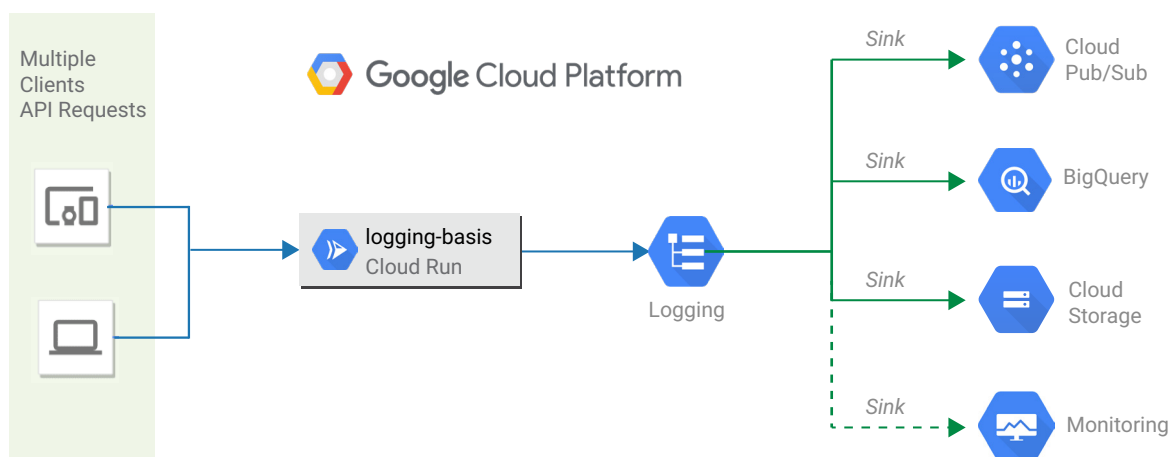 Multiple
Clients
API Requests
Google Cloud Platform
logging-basis
Cloud Run
Logging
Sink
Cloud
Pub/Sub
Sink
BigQuery
Sink
Cloud
Storage
Sink
Monitoring